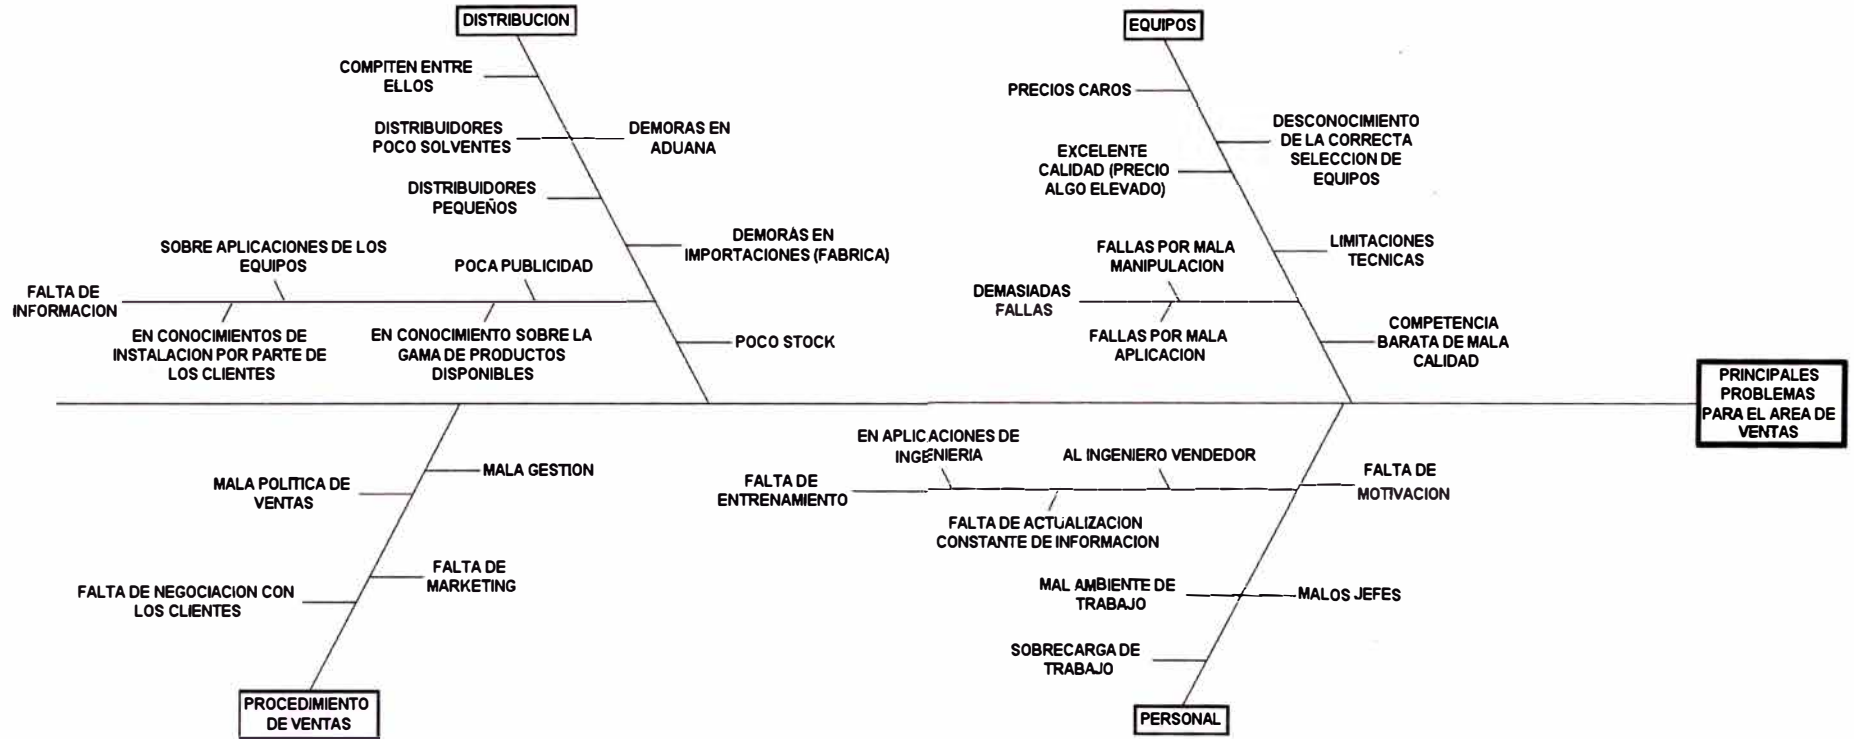 DISTRIBUCION
COMPITEN ENTRE
ELLOS
DISTRIBUIDORES
POCO SOLVENTES
DEMORAS EN
ADUANA
DISTRIBUIDORES
PEQUEÑOS
DEMORAS EN
IMPORTACIONES (FABRICA)
SOBRE APLICACIONES DE LOS
EQUIPOS
POCA PUBLICIDAD
FALTA DE
INFORMACION
EN CONOCIMIENTOS DE
INSTALACION POR PARTE DE
LOS CLIENTES
EN CONOCIMIENTO SOBRE LA
GAMA DE PRODUCTOS
DISPONIBLES
POCO STOCK
EQUIPOS
PRECIOS CAROS
DESCONOCIMIENTO
DE LA CORRECTA
SELECCION DE
EQUIPOS
EXCELENTE
CALIDAD (PRECIO
ALGO ELEVADO)
LIMITACIONES
TECNICAS
FALLAS POR MALA
MANIPULACION
DEMASIADAS
FALLAS
FALLAS POR MALA
APLICACION
COMPETENCIA
BARATA DE MALA
CALIDAD
PRINCIPALES
PROBLEMAS
PARA EL AREA DE
VENTAS
MALA GESTION
MALA POLITICA DE
VENTAS
FALTA DE
MARKETING
FALTA DE NEGOCIACION CON
LOS CLIENTES
PROCEDIMIENTO
DE VENTAS
EN APLICACIONES DE
INGENIERIA
AL INGENIERO VENDEDOR
FALTA DE
ENTRENAMIENTO
FALTA DE
MOTIVACION
FALTA DE ACTUALIZACION
CONSTANTE DE INFORMACION
MAL AMBIENTE DE
TRABAJO
MALOS JEFES
SOBRECARGA DE
TRABAJO
PERSONAL